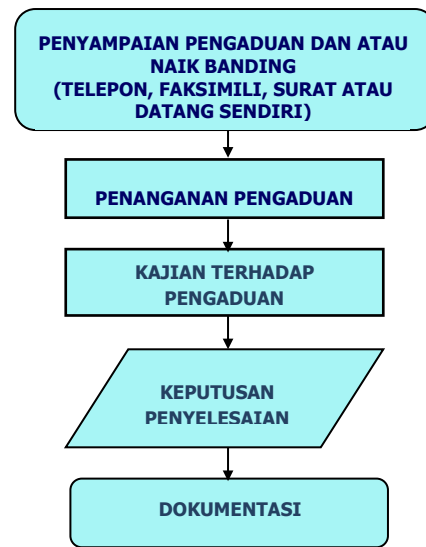 PENYAMPAIAN PENGADUAN DAN ATAU
NAIK BANDING
(TELEPON, FAKSIMILI, SURAT ATAU
DATANG SENDIRI)
PENANGANAN PENGADUAN
KAJIAN TERHADAP
PENGADUAN
KEPUTUSAN
PENYELESAIAN
DOKUMENTASI